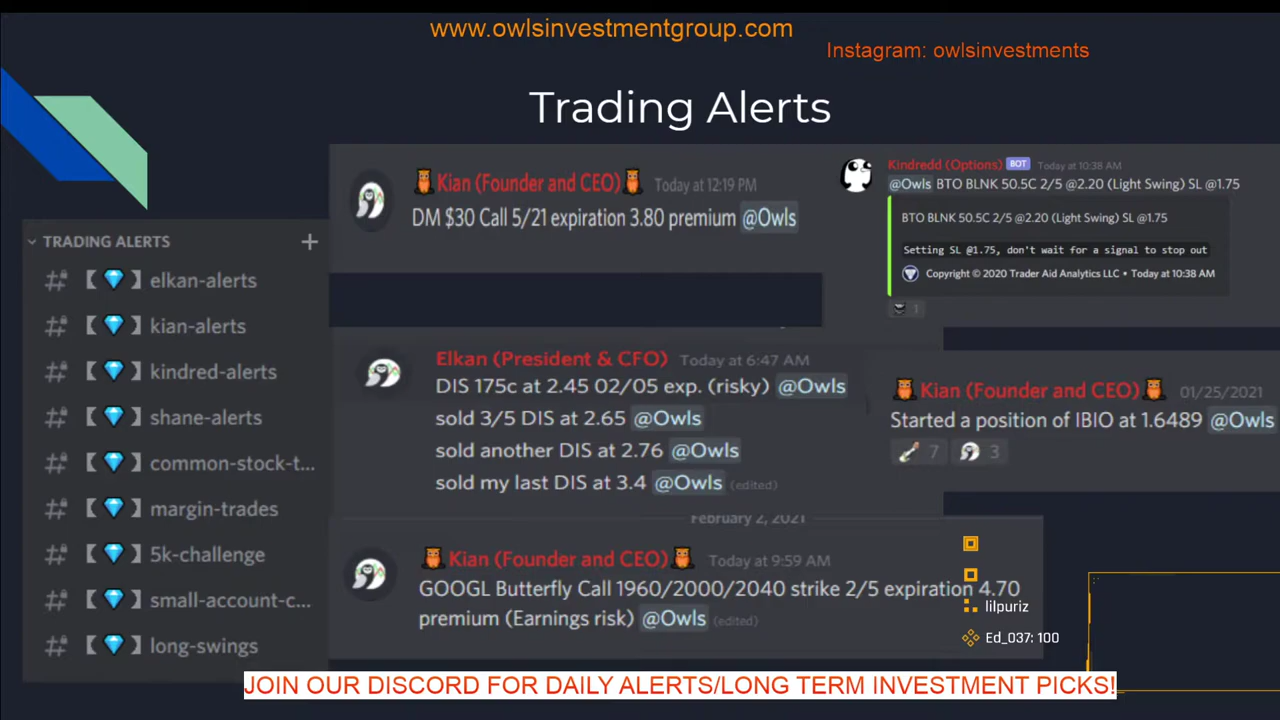 www.owlsinvestmentgroup.com
Instagram: owlsinvestments
Trading Alerts
TRADING ALERTS +
# 【💎】elkan-alerts
# 【💎】kian-alerts
# 【💎】kindred-alerts
# 【💎】shane-alerts
# 【💎】common-stock-t...
# 【💎】margin-trades
# 【💎】5k-challenge
# 【💎】small-account-c...
# 【💎】long-swings
Kian (Founder and CEO) Today at 12:19 PM
DM $30 Call 5/21 expiration 3.80 premium @Owls
Kindredd (Options) BOT Today at 10:38 AM
@Owls BTO BLNK 50.5C 2/5 @2.20 (Light Swing) SL @1.75
BTO BLNK 50.5C 2/5 @2.20 (Light Swing) SL @1.75
Setting SL @1.75, don't wait for a signal to stop out
Copyright © 2020 Trader Aid Analytics LLC • Today at 10:38 AM
1
Elkan (President & CFO) Today at 6:47 AM
DIS 175c at 2.45 02/05 exp. (risky) @Owls
sold 3/5 DIS at 2.65 @Owls
sold another DIS at 2.76 @Owls
sold my last DIS at 3.4 @Owls (edited)
Kian (Founder and CEO) 01/25/2021
Started a position of IBIO at 1.6489 @Owls
7 3
February 2, 2021
Kian (Founder and CEO) Today at 9:59 AM
GOOGL Butterfly Call 1960/2000/2040 strike 2/5 expiration 4.70
premium (Earnings risk) @Owls (edited)
lilpuriz
Ed_037: 100
JOIN OUR DISCORD FOR DAILY ALERTS/LONG TERM INVESTMENT PICKS!